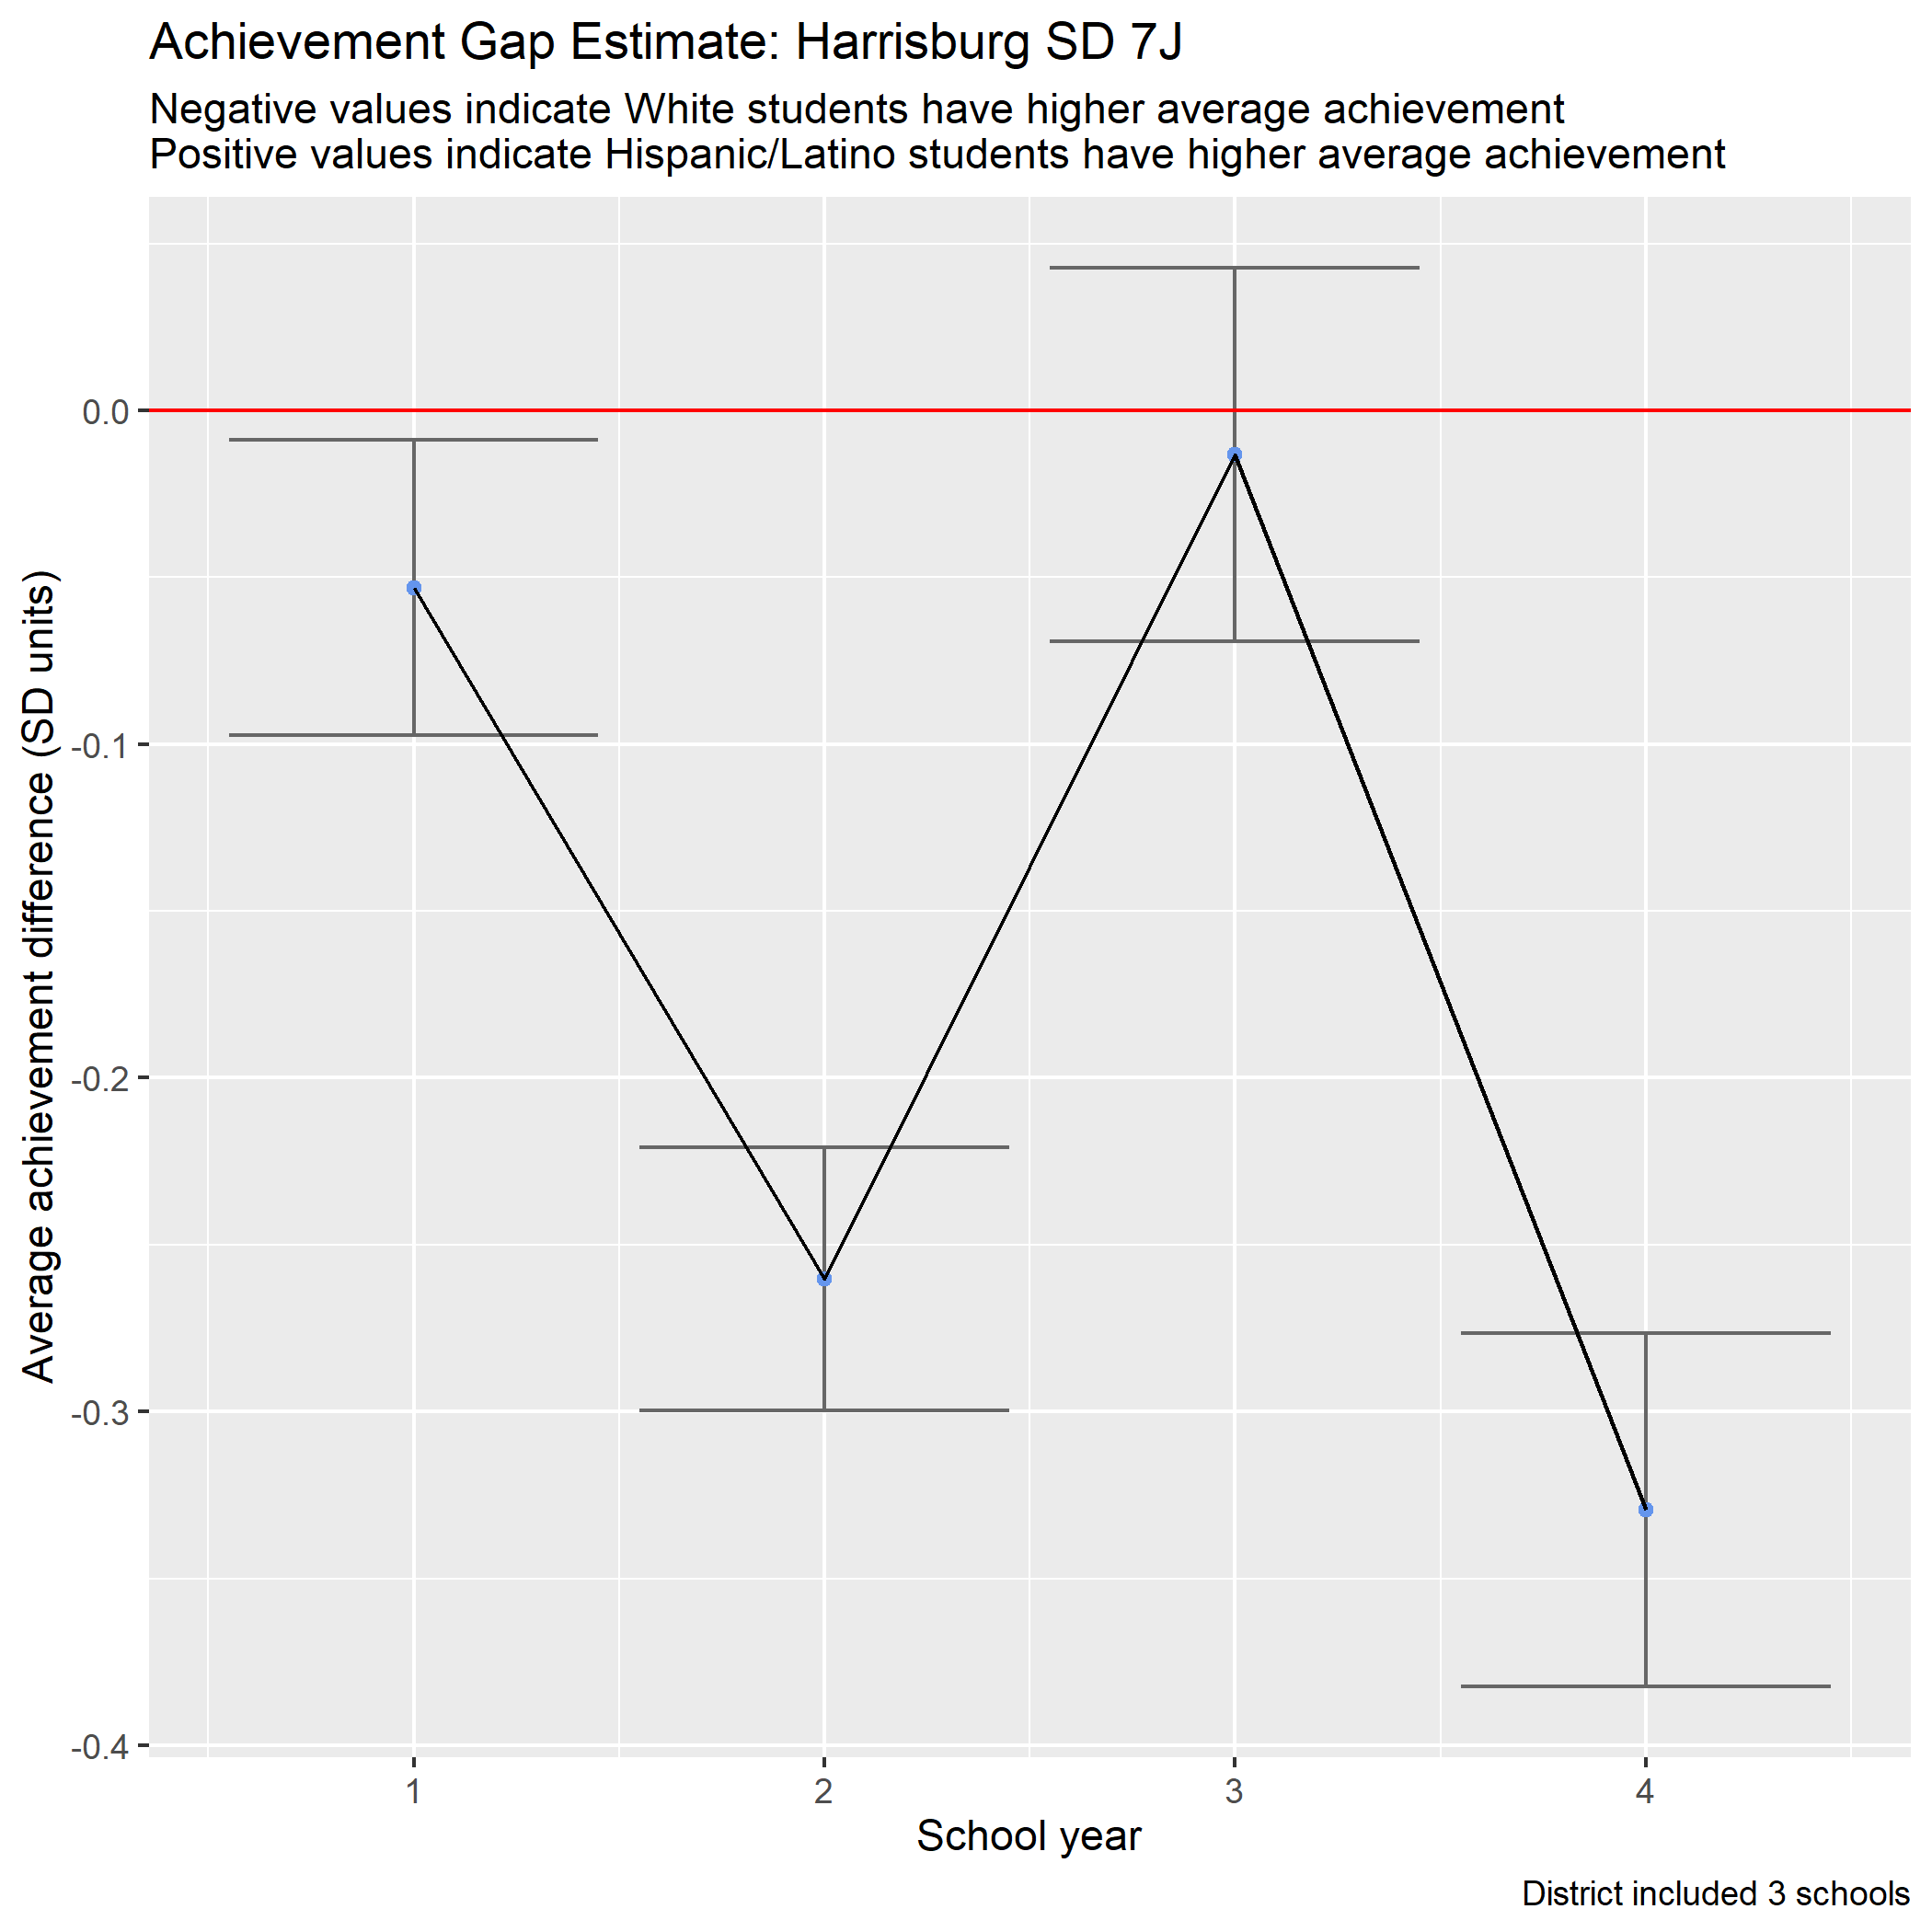 Achievement Gap Estimate: Harrisburg SD 7J
Negative values indicate White students have higher average achievement
Positive values indicate Hispanic/Latino students have higher average achievement
Average achievement difference (SD units)
0.0
-0.1
-0.2
-0.3
-0.4
1 2 3 4
School year
District included 3 schools